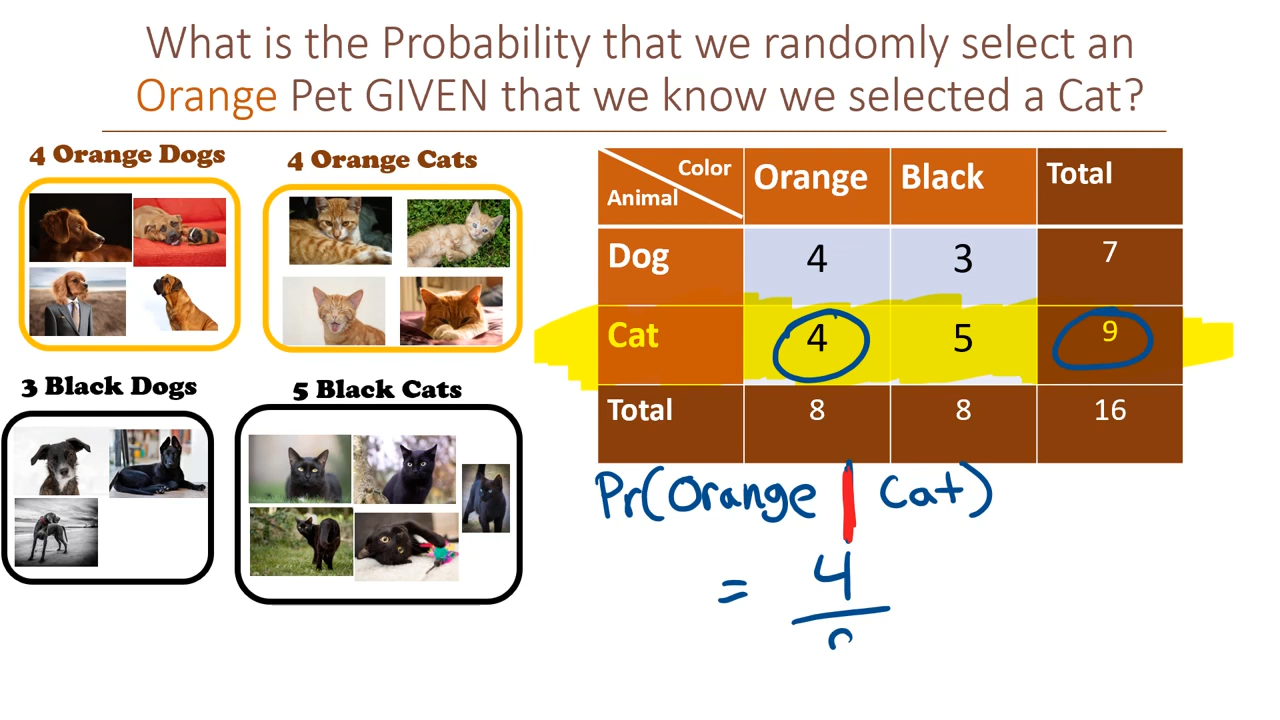 What is the Probability that we randomly select an
Orange Pet GIVEN that we know we selected a Cat?
4 Orange Dogs
4 Orange Cats
3 Black Dogs
5 Black Cats
Color
Animal
Orange Black Total
Dog 4 3 7
Cat 4 5 9
Total 8 8 16
Pr(Orange | Cat)
= 4